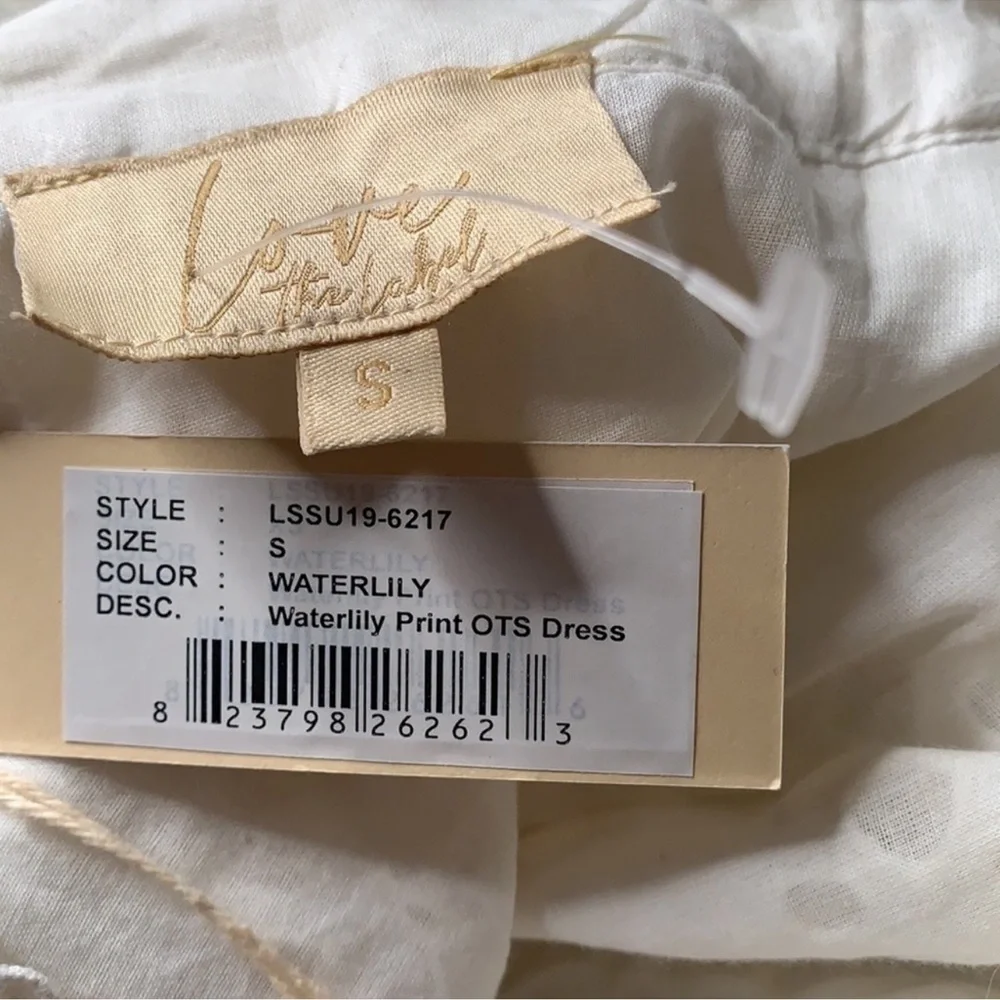 Love
the Label
S
STYLE : LSSU19-6217
SIZE : S
COLOR : WATERLILY
DESC. : Waterlily Print OTS Dress
8 23798 26262 3